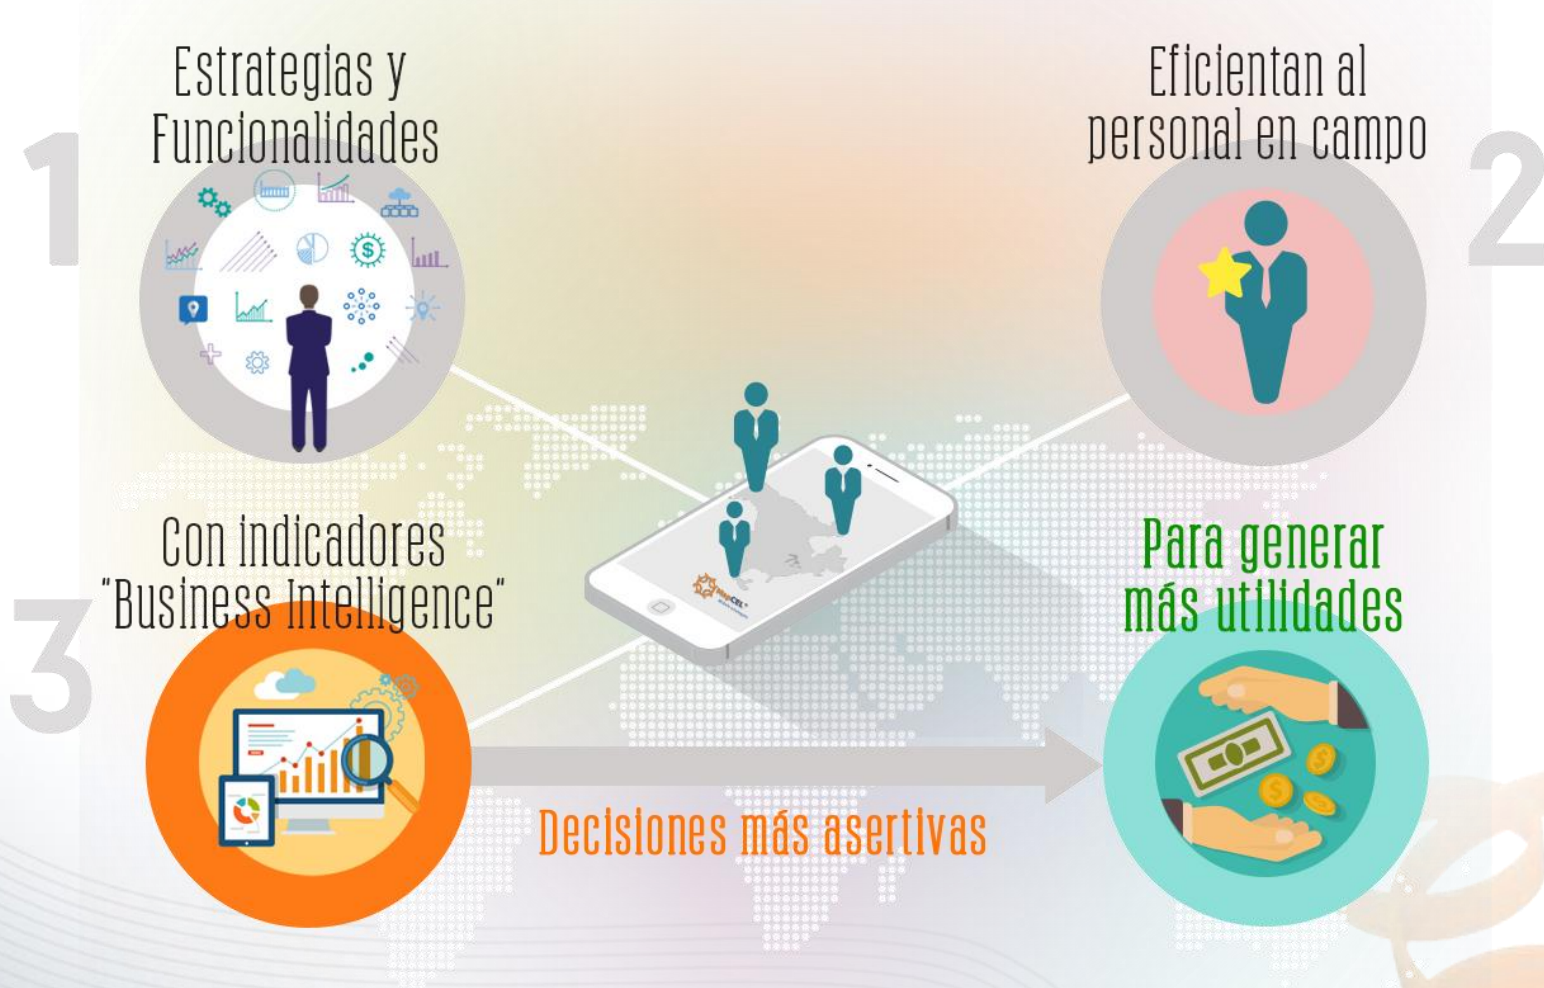 1
Estrategias y
Funcionalidades
2
Eficientan al
personal en campo
3
Con indicadores
"Business Intelligence"
MapCEL
Para generar
más utilidades
Decisiones más asertivas